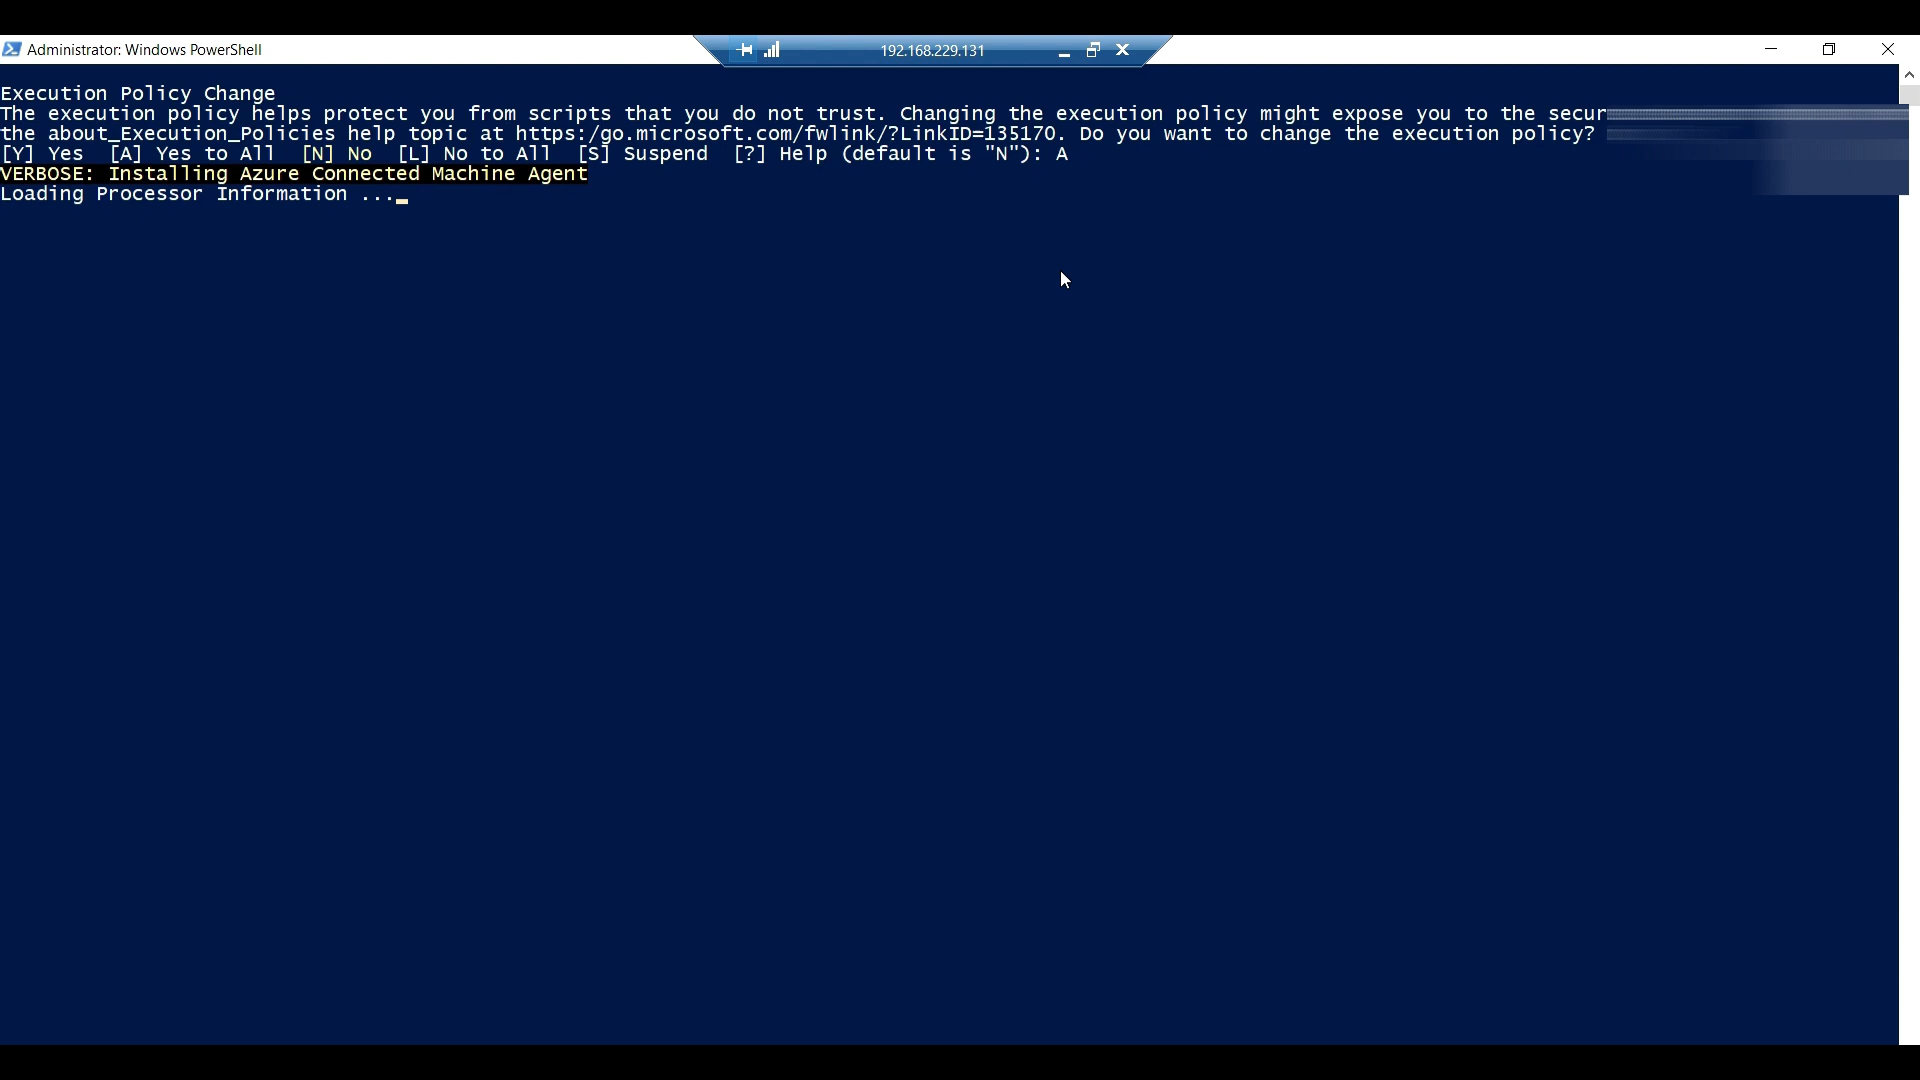 Administrator: Windows PowerShell
192.168.229.131
Execution Policy Change
The execution policy helps protect you from scripts that you do not trust. Changing the execution policy might expose you to the secur
the about_Execution_Policies help topic at https:/go.microsoft.com/fwlink/?LinkID=135170. Do you want to change the execution policy?
[Y] Yes [A] Yes to All [N] No [L] No to All [S] Suspend [?] Help (default is "N"): A
VERBOSE: Installing Azure Connected Machine Agent
Loading Processor Information ...